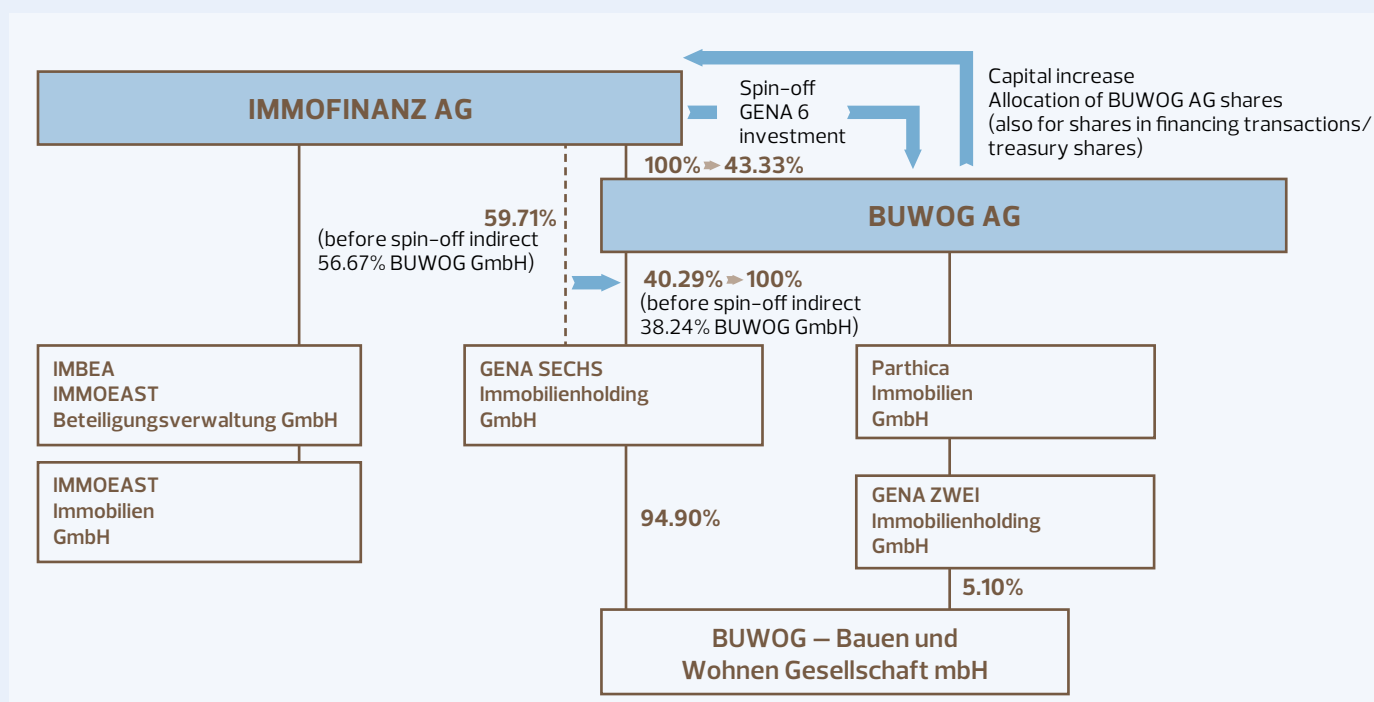 IMMOFINANZ AG
Spin-off
GENA 6
investment
Capital increase
Allocation of BUWOG AG shares
(also for shares in financing transactions/
treasury shares)
100% 43.33%
BUWOG AG
59.71%
(before spin-off indirect
56.67% BUWOG GmbH)
40.29% 100%
(before spin-off indirect
38.24% BUWOG GmbH)
IMBEA
IMMOEAST
Beteiligungsverwaltung GmbH
GENA SECHS
Immobilienholding
GmbH
Parthica
Immobilien
GmbH
IMMOEAST
Immobilien
GmbH
94.90%
GENA ZWEI
Immobilienholding
GmbH
5.10%
BUWOG – Bauen und
Wohnen Gesellschaft mbH